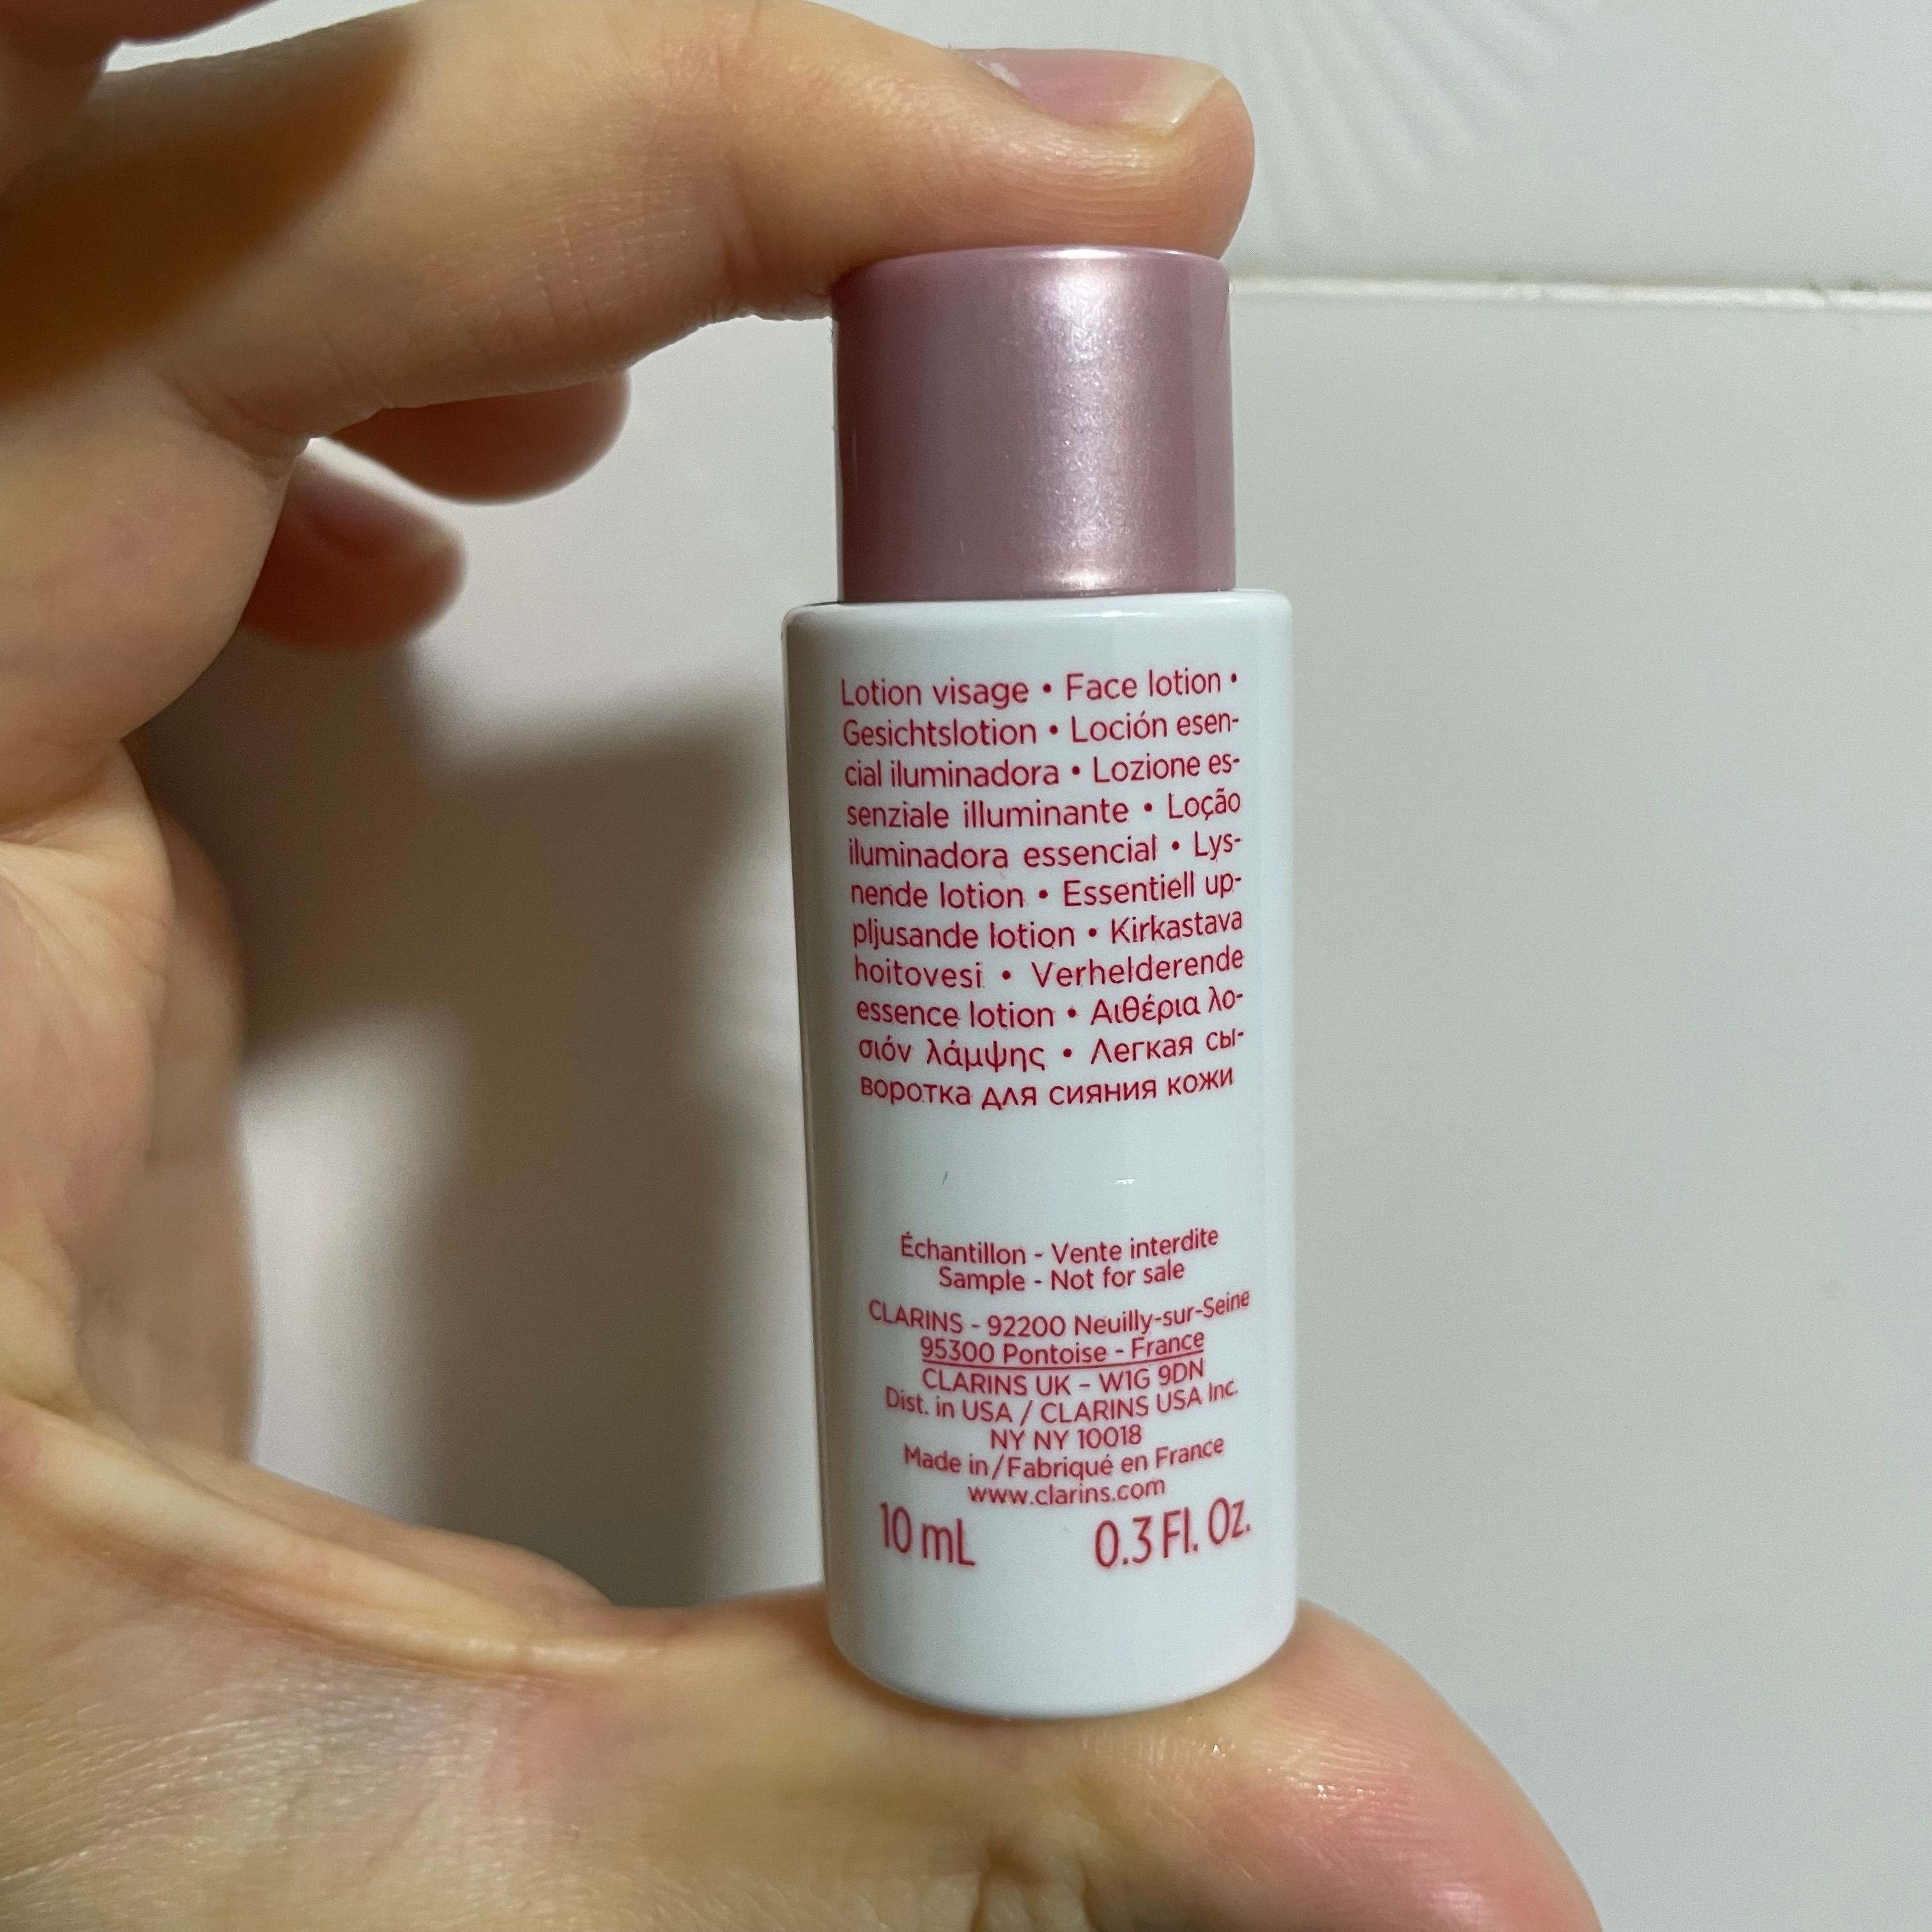 Lotion visage • Face lotion •
Gesichtslotion • Loción esen-
cial iluminadora • Lozione es-
senziale illuminante • Loção
iluminadora essencial • Lys-
nende lotion • Essentiell up-
pljusande lotion • Kirkastava
hoitovesi • Verhelderende
essence lotion • Αιθέρια λο-
σιόν λάμψης • Легкая сы-
воротка для сияния кожи
Échantillon - Vente interdite
Sample - Not for sale
CLARINS - 92200 Neuilly-sur-Seine
95300 Pontoise - France
CLARINS UK - W1G 9DN
Dist. in USA / CLARINS USA Inc.
NY NY 10018
Made in/Fabriqué en France
www.clarins.com
10 mL 0.3 Fl. Oz.